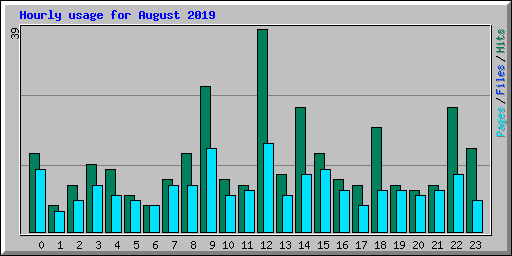 Hourly usage for August 2019
39
Pages/Files/Hits
0 1 2 3 4 5 6 7 8 9 10 11 12 13 14 15 16 17 18 19 20 21 22 23